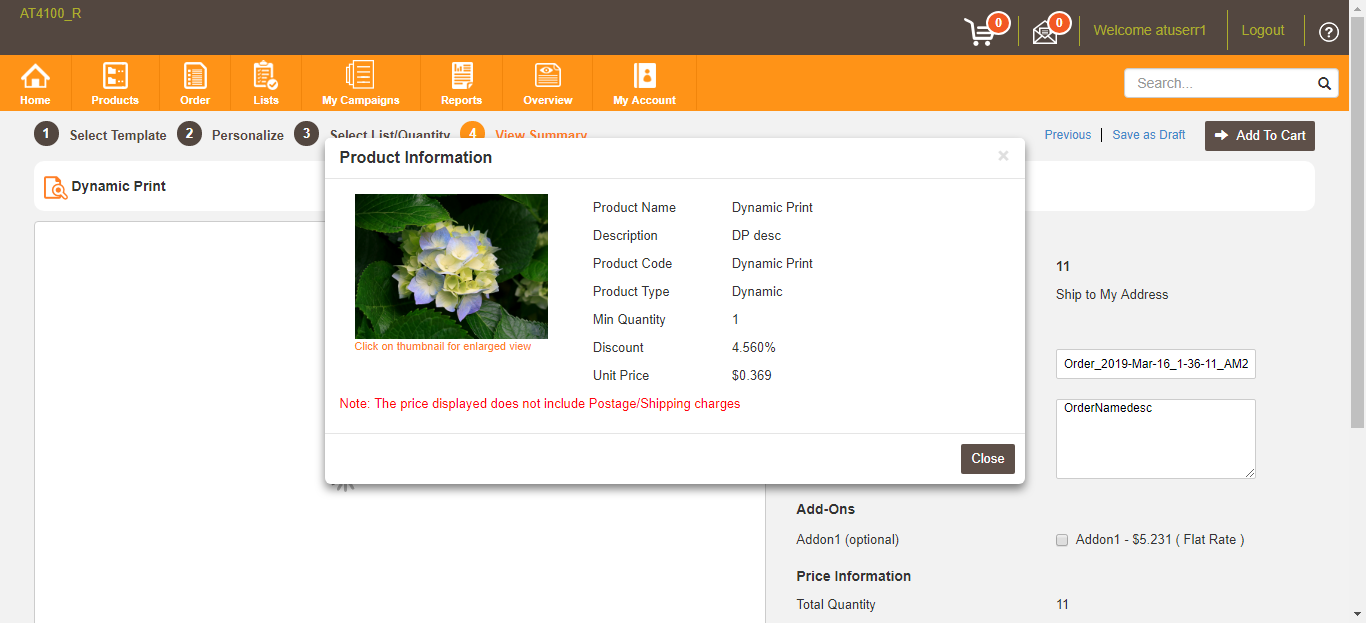 AT4100_R
0
0
Welcome atuserr1
Logout
?
Home
Products
Order
Lists
My Campaigns
Reports
Overview
My Account
Search...
1 Select Template 2 Personalize 3 Select List/Quantity 4 View Summary
Previous
Save as Draft
Add To Cart
Dynamic Print
Product Information
×
Click on thumbnail for enlarged view
Product Name Dynamic Print
Description DP desc
Product Code Dynamic Print
Product Type Dynamic
Min Quantity 1
Discount 4.560%
Unit Price $0.369
Note: The price displayed does not include Postage/Shipping charges
Close
11
Ship to My Address
Order_2019-Mar-16_1-36-11_AM2
OrderNamedesc
Add-Ons
Addon1 (optional) Addon1 - $5.231 ( Flat Rate )
Price Information
Total Quantity 11